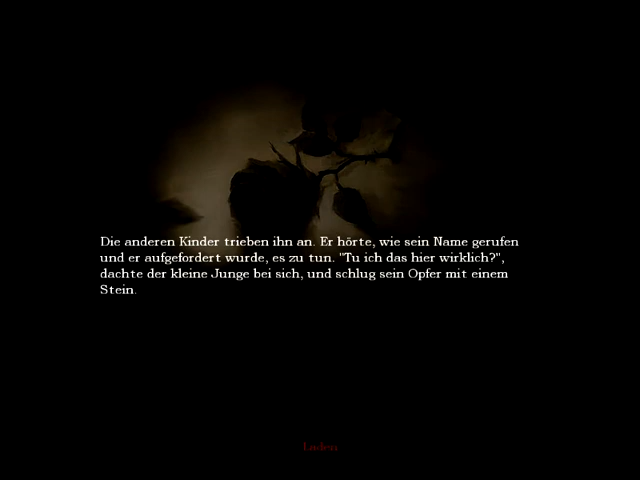 Die anderen Kinder trieben ihn an. Er hörte, wie sein Name gerufen
und er aufgefordert wurde, es zu tun. "Tu ich das hier wirklich?",
dachte der kleine Junge bei sich, und schlug sein Opfer mit einem
Stein.